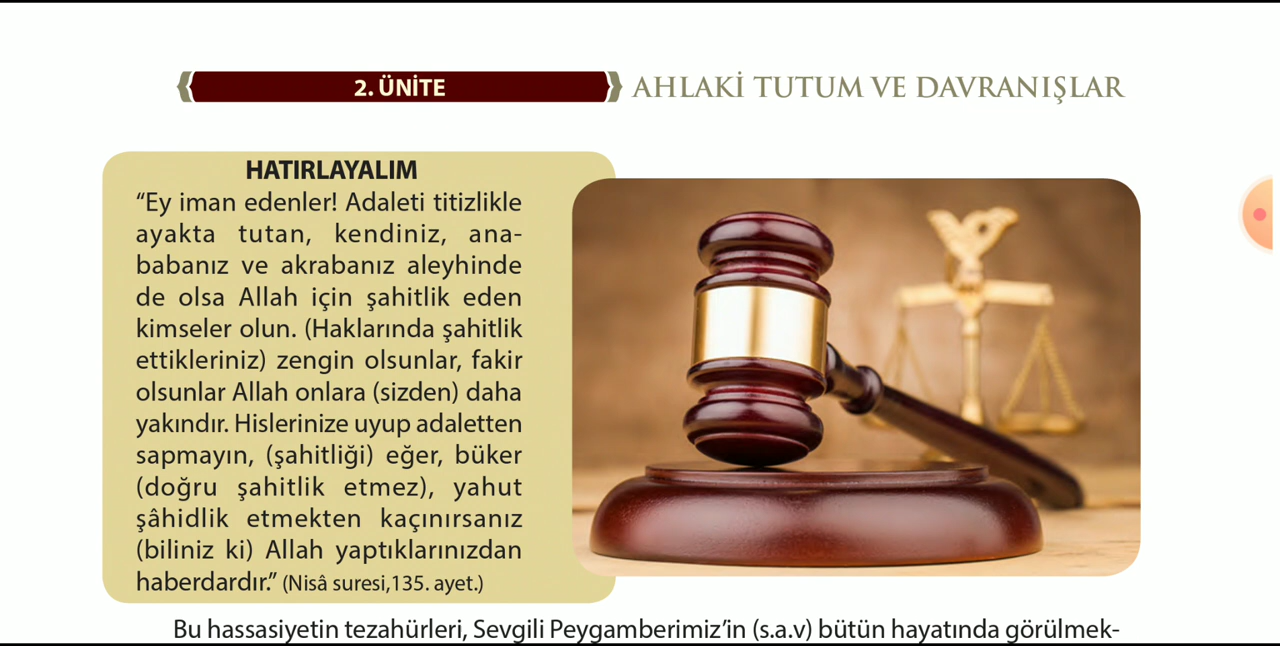 2. ÜNİTE
AHLAKİ TUTUM VE DAVRANIŞLAR
HATIRLAYALIM
“Ey iman edenler! Adaleti titizlikle
ayakta tutan, kendiniz, ana-
babanız ve akrabanız aleyhinde
de olsa Allah için şahitlik eden
kimseler olun. (Haklarında şahitlik
ettikleriniz) zengin olsunlar, fakir
olsunlar Allah onlara (sizden) daha
yakındır. Hislerinize uyup adaletten
sapmayın, (şahitliği) eğer, büker
(doğru şahitlik etmez), yahut
şâhidlik etmekten kaçınırsanız
(biliniz ki) Allah yaptıklarınızdan
haberdardır.” (Nisâ suresi,135. ayet.)
Bu hassasiyetin tezahürleri, Sevgili Peygamberimiz’in (s.a.v) bütün hayatında görülmek-